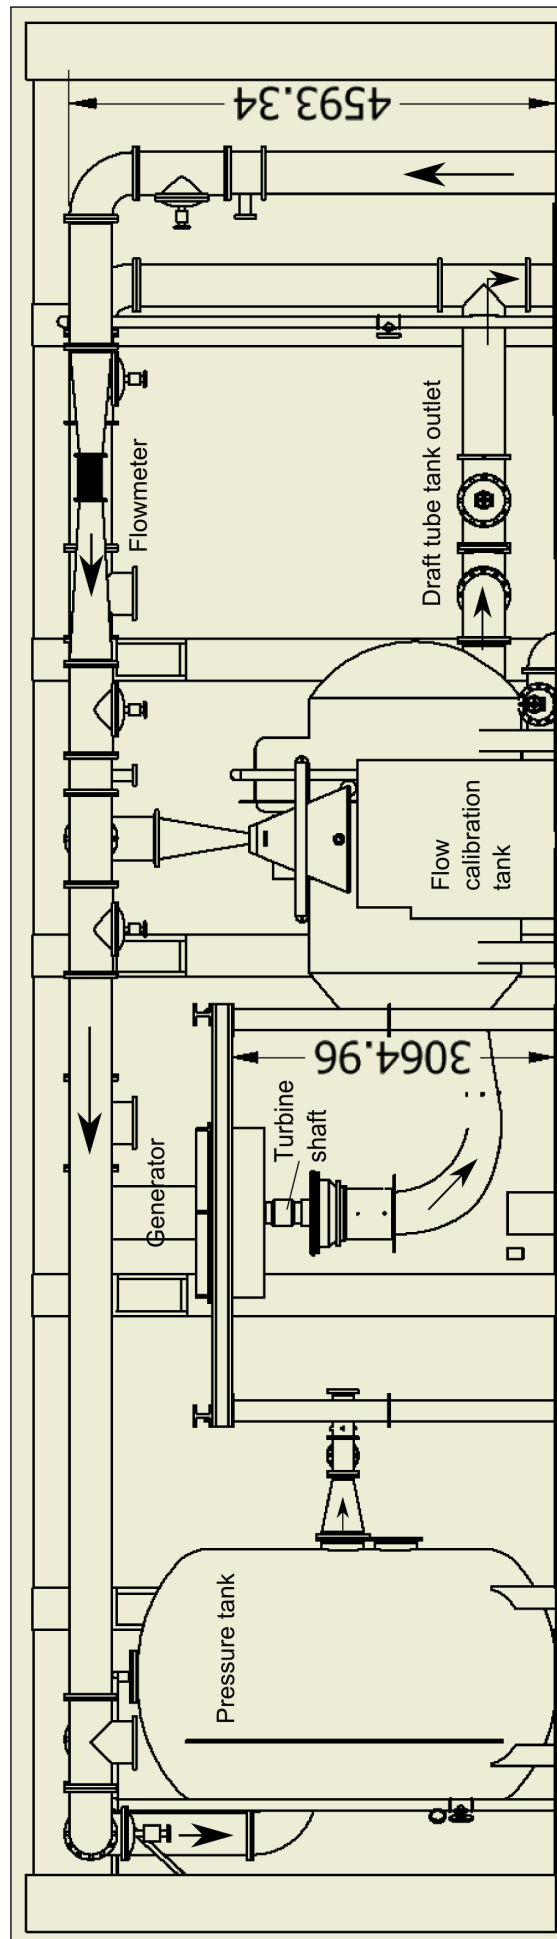 4593.34
Flowmeter
Draft tube tank outlet
Flow
calibration
tank
3064.96
Turbine
shaft
Generator
Pressure tank